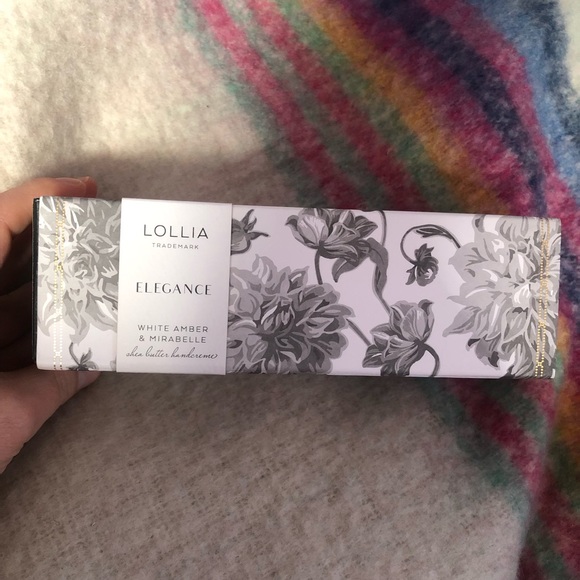 LOLLIA
TRADEMARK
ELEGANCE
WHITE AMBER
& MIRABELLE
shea butter handcreme